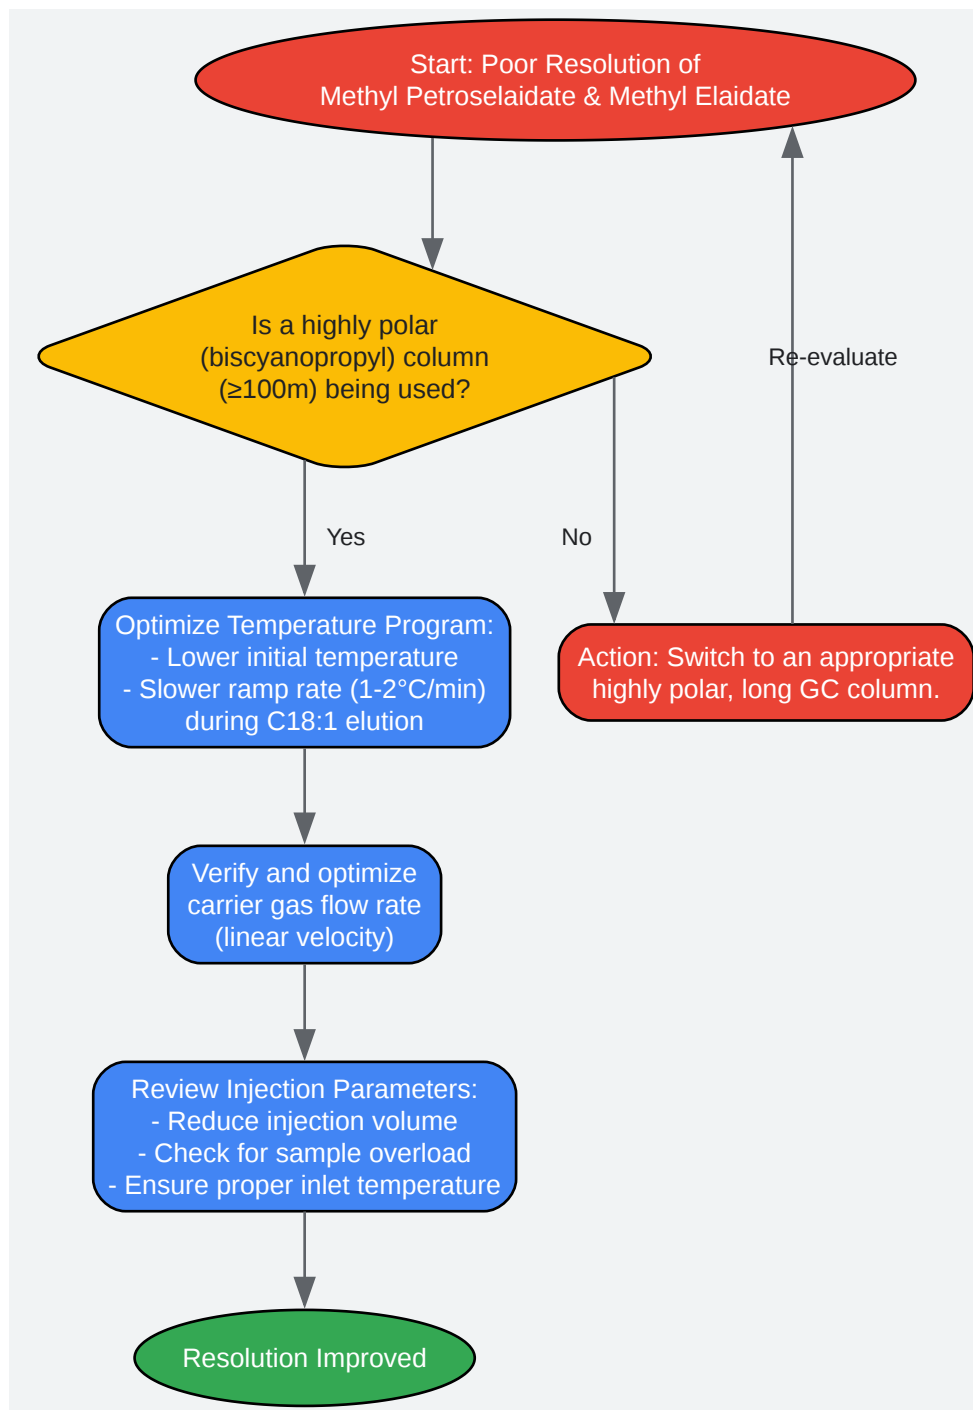 Start: Poor Resolution of
Methyl Petroselaidate & Methyl Elaidate
Is a highly polar
(biscyanopropyl) column
(≥100m) being used?
Re-evaluate
Yes
No
Optimize Temperature Program:
- Lower initial temperature
- Slower ramp rate (1-2°C/min)
during C18:1 elution
Action: Switch to an appropriate
highly polar, long GC column.
Verify and optimize
carrier gas flow rate
(linear velocity)
Review Injection Parameters:
- Reduce injection volume
- Check for sample overload
- Ensure proper inlet temperature
Resolution Improved